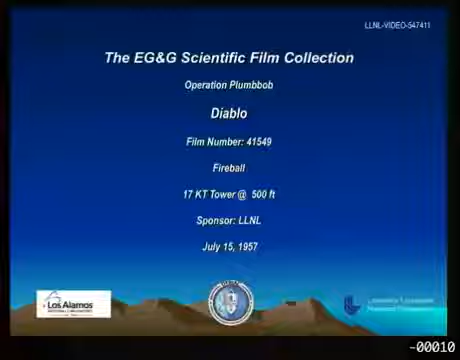 LLNL-VIDEO-547411
The EG&G Scientific Film Collection
Operation Plumbbob
Diablo
Film Number: 41549
Fireball
17 KT Tower @ 500 ft
Sponsor: LLNL
July 15, 1957
Los Alamos
-00010